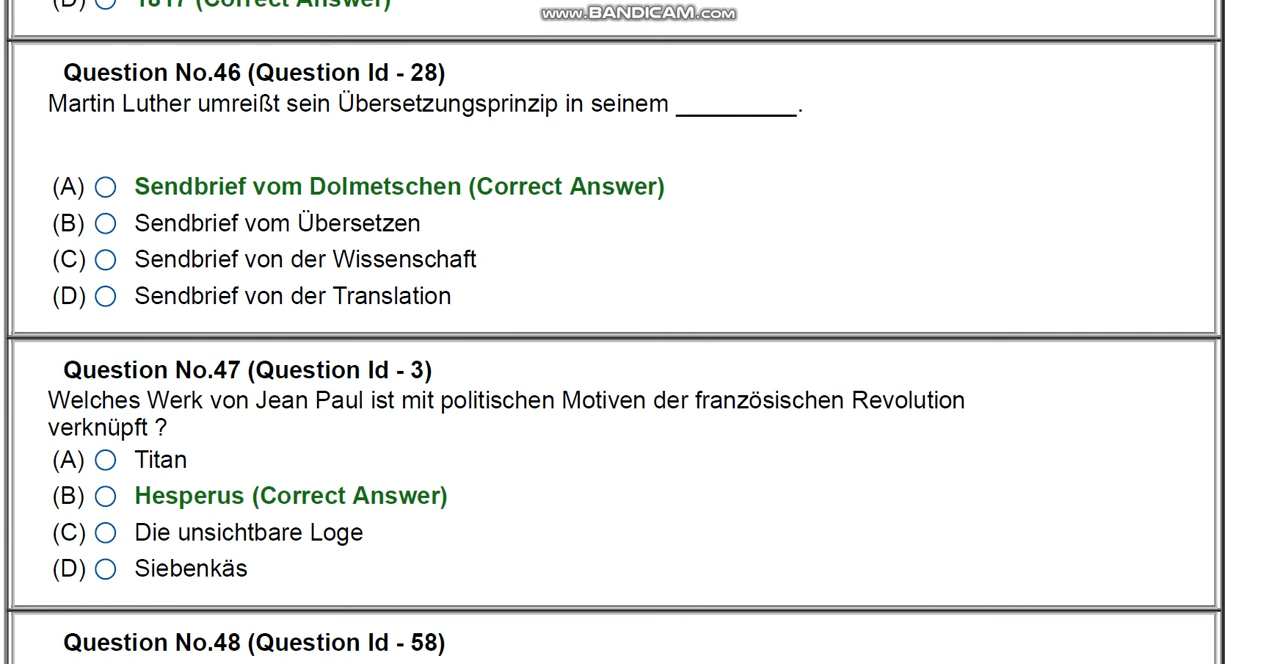 (D) 1817 (Correct Answer)
www.BANDICAM.com
Question No.46 (Question Id - 28)
Martin Luther umreißt sein Übersetzungsprinzip in seinem _________.
(A) Sendbrief vom Dolmetschen (Correct Answer)
(B) Sendbrief vom Übersetzen
(C) Sendbrief von der Wissenschaft
(D) Sendbrief von der Translation
Question No.47 (Question Id - 3)
Welches Werk von Jean Paul ist mit politischen Motiven der französischen Revolution
verknüpft ?
(A) Titan
(B) Hesperus (Correct Answer)
(C) Die unsichtbare Loge
(D) Siebenkäs
Question No.48 (Question Id - 58)